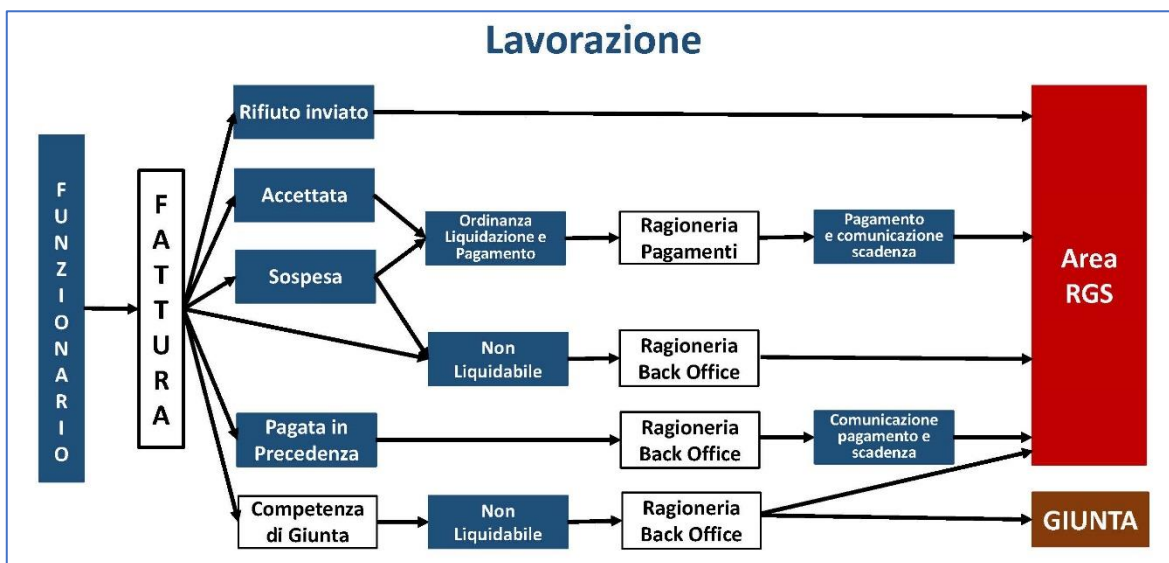 Lavorazione
FUNZIONARIO
FATTURA
Rifiuto inviato
Accettata
Sospesa
Ordinanza
Liquidazione e
Pagamento
Ragioneria
Pagamenti
Pagamento
e comunicazione
scadenza
Non
Liquidabile
Ragioneria
Back Office
Pagata in
Precedenza
Ragioneria
Back Office
Comunicazione
pagamento e
scadenza
Competenza
di Giunta
Non
Liquidabile
Ragioneria
Back Office
Area
RGS
GIUNTA